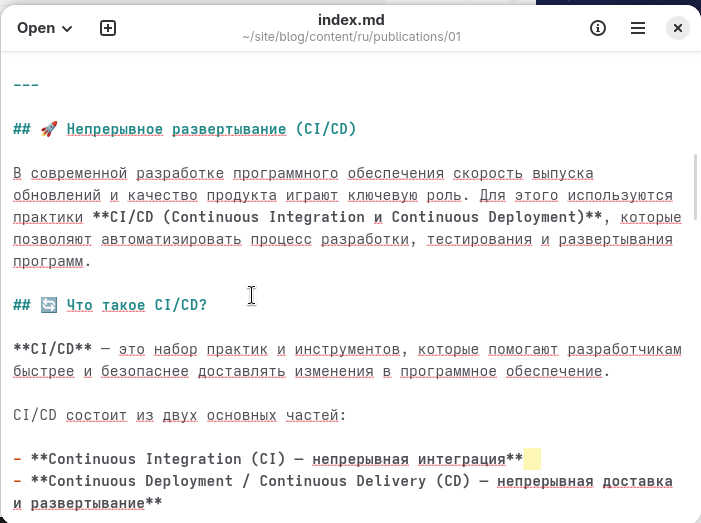 Open
index.md
~/site/blog/content/ru/publications/01
---
## 🚀 Непрерывное развертывание (CI/CD)
В современной разработке программного обеспечения скорость выпуска
обновлений и качество продукта играют ключевую роль. Для этого используются
практики **CI/CD (Continuous Integration и Continuous Deployment)**, которые
позволяют автоматизировать процесс разработки, тестирования и развертывания
программ.
## 🔄 Что такое CI/CD?
**CI/CD** — это набор практик и инструментов, которые помогают разработчикам
быстрее и безопаснее доставлять изменения в программное обеспечение.
CI/CD состоит из двух основных частей:
- **Continuous Integration (CI) — непрерывная интеграция**
- **Continuous Deployment / Continuous Delivery (CD) — непрерывная доставка
и развертывание**